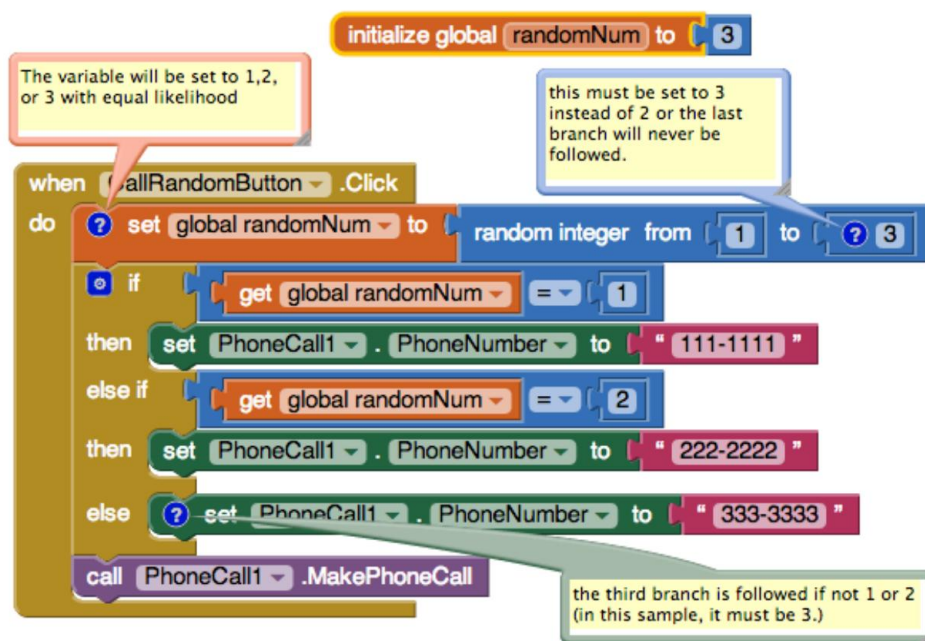 initialize global randomNum to 3
The variable will be set to 1,2,
or 3 with equal likelihood
this must be set to 3
instead of 2 or the last
branch will never be
followed.
when CallRandomButton .Click
do ? set global randomNum to random integer from 1 to ? 3
if get global randomNum = 1
then set PhoneCall1 . PhoneNumber to " 111-1111 "
else if get global randomNum = 2
then set PhoneCall1 . PhoneNumber to " 222-2222 "
else ? set PhoneCall1 . PhoneNumber to " 333-3333 "
call PhoneCall1 .MakePhoneCall
the third branch is followed if not 1 or 2
(in this sample, it must be 3.)